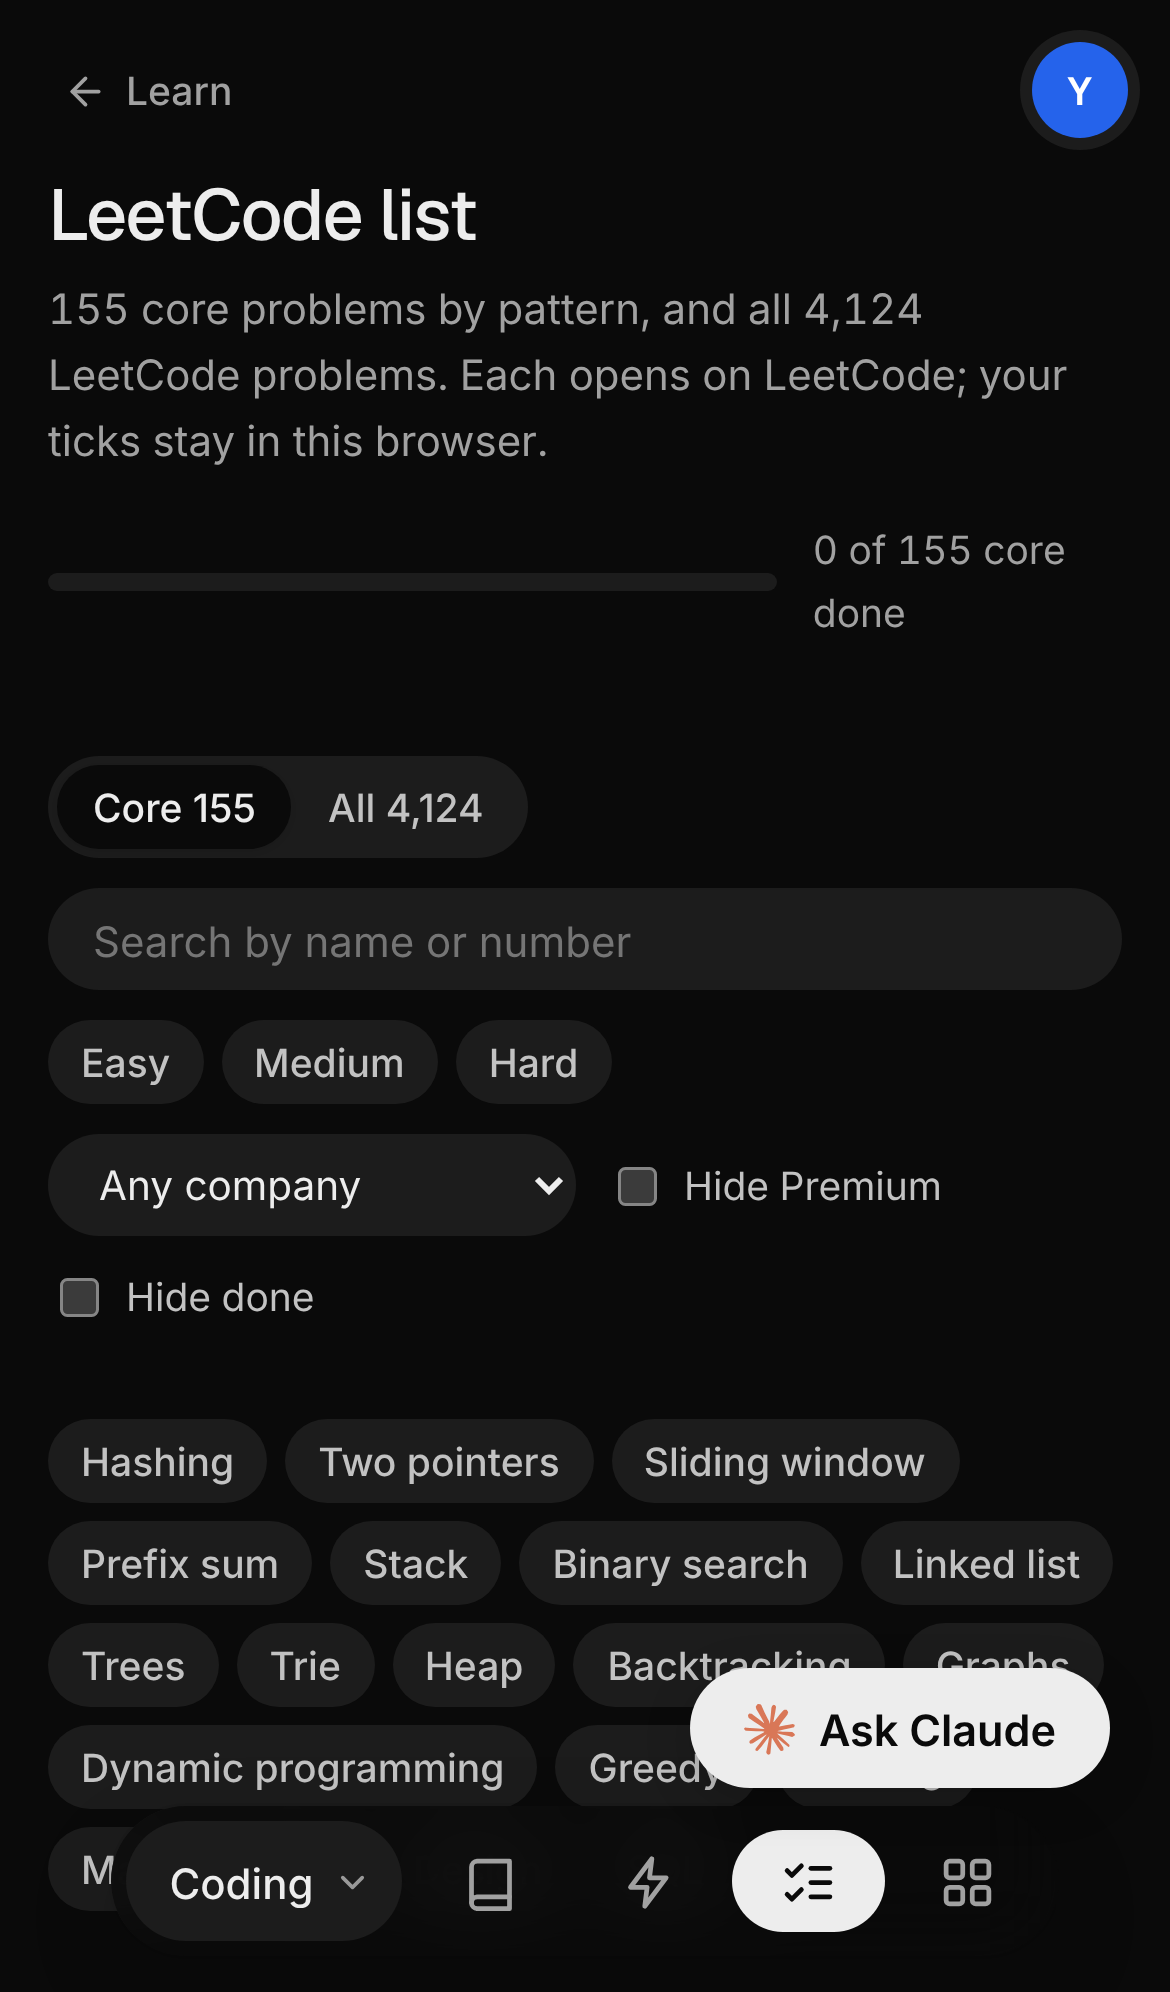 Learn
Y
LeetCode list
155 core problems by pattern, and all 4,124
LeetCode problems. Each opens on LeetCode; your
ticks stay in this browser.
0 of 155 core
done
Core 155 All 4,124
Search by name or number
Easy Medium Hard
Any company Hide Premium
Hide done
Hashing Two pointers Sliding window
Prefix sum Stack Binary search Linked list
Trees Trie Heap Backtracking Graphs
Ask Claude
Dynamic programming Greedy
Coding